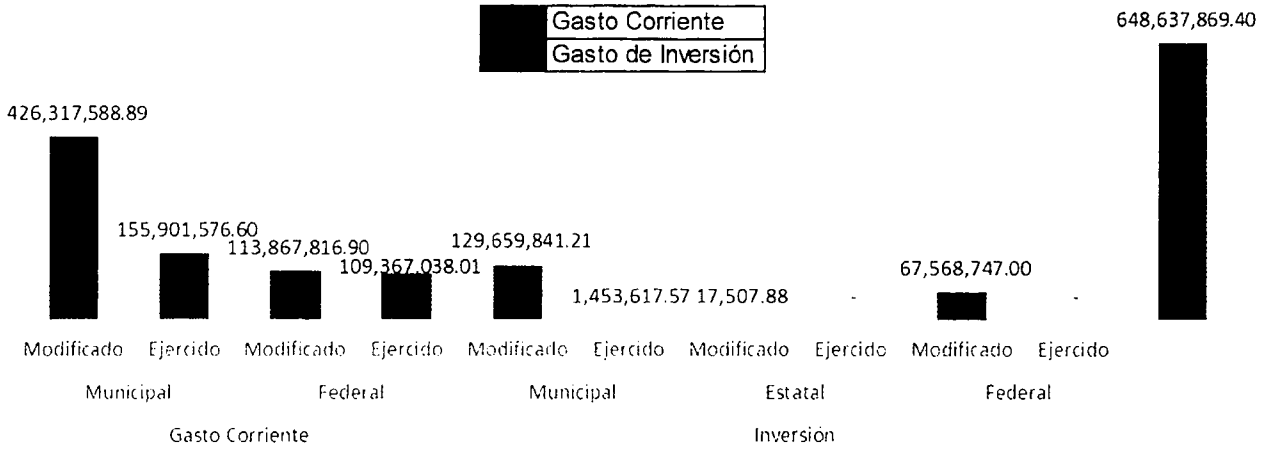 Gasto Corriente
Gasto de Inversión
648,637,869.40
426,317,588.89
155,901,576.60
113,867,816.90
109,367,038.01
129,659,841.21
1,453,617.57 17,507.88 -
67,568,747.00
-
Modificado Ejercido Modificado Ejercido Modificado Ejercido Modificado Ejercido Modificado Ejercido
Municipal Federal Municipal Estatal Federal
Gasto Corriente Inversión